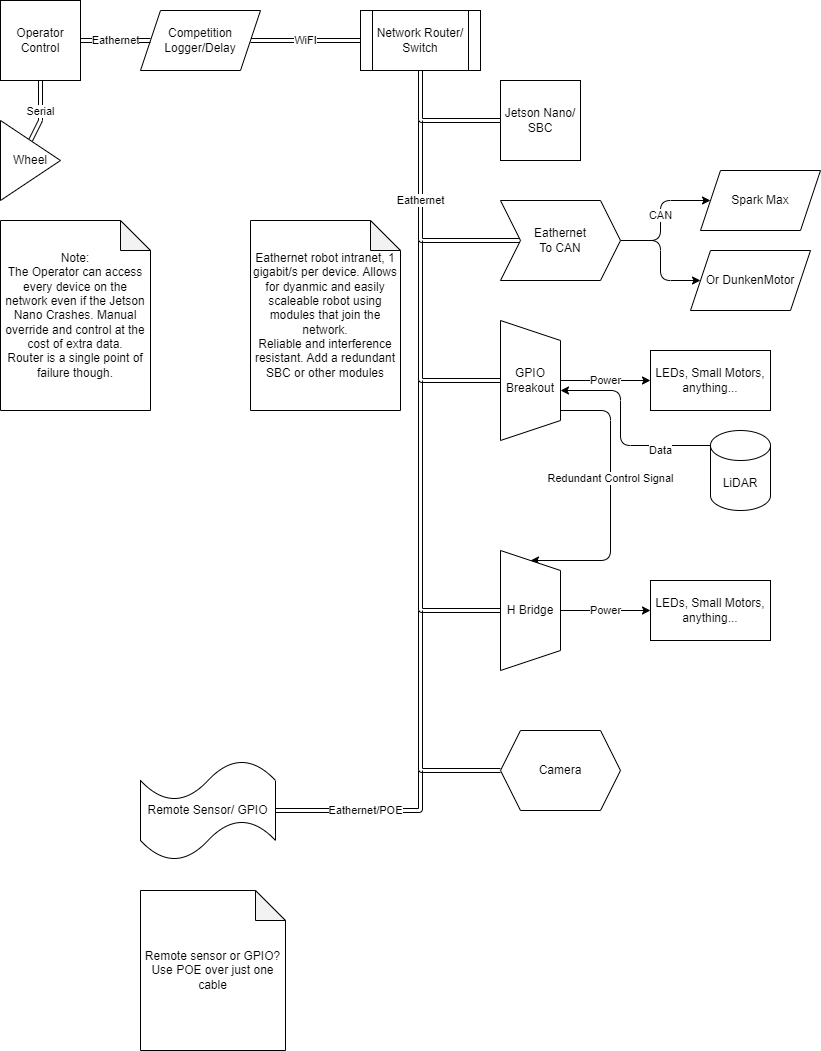 Operator
Control
Eathernet
Competition
Logger/Delay
WiFI
Network Router/
Switch
Serial
Wheel
Jetson Nano/
SBC
Eathernet
Eathernet
To CAN
CAN
Spark Max
Or DunkenMotor
Note:
The Operator can access
every device on the
network even if the Jetson
Nano Crashes. Manual
override and control at the
cost of extra data.
Router is a single point of
failure though.
Eathernet robot intranet, 1
gigabit/s per device. Allows
for dyanmic and easily
scaleable robot using
modules that join the
network.
Reliable and interference
resistant. Add a redundant
SBC or other modules
GPIO
Breakout
Power
LEDs, Small Motors,
anything...
Data
LiDAR
Redundant Control Signal
H Bridge
Power
LEDs, Small Motors,
anything...
Camera
Remote Sensor/ GPIO
Eathernet/POE
Remote sensor or GPIO?
Use POE over just one
cable